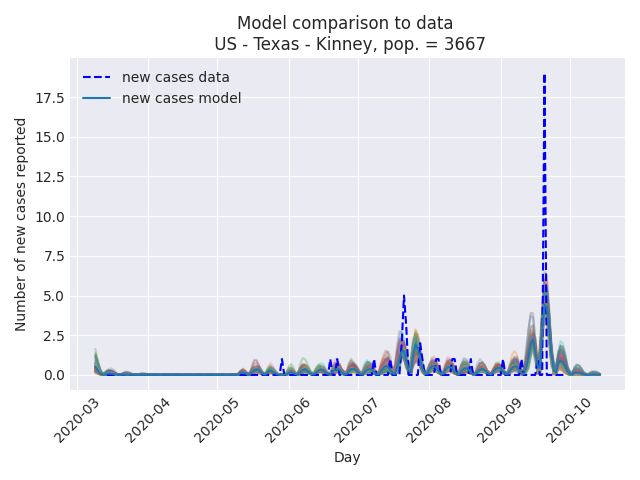 Model comparison to data
US - Texas - Kinney, pop. = 3667
new cases data
new cases model
Number of new cases reported
17.5
15.0
12.5
10.0
7.5
5.0
2.5
0.0
2020-03
2020-04
2020-05
2020-06
2020-07
2020-08
2020-09
2020-10
Day